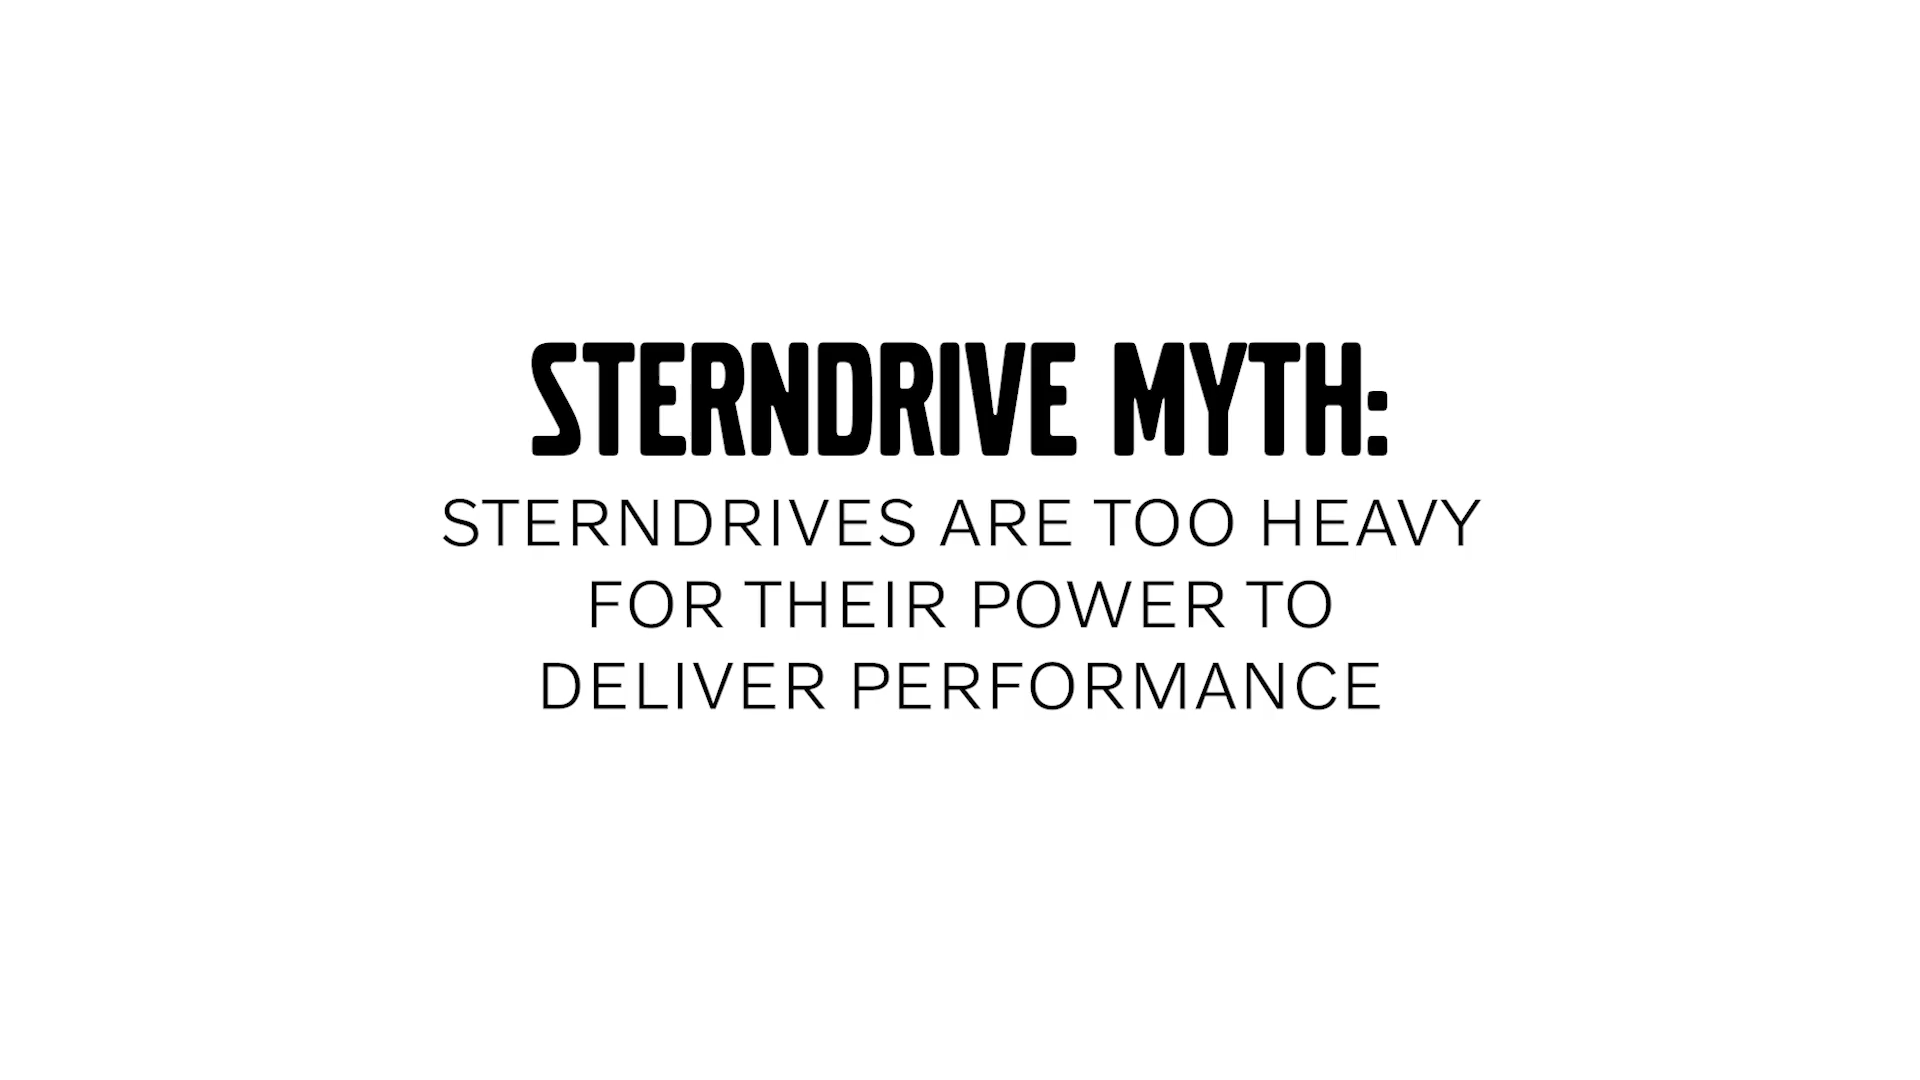 STERNDRIVE MYTH:
STERNDRIVES ARE TOO HEAVY
FOR THEIR POWER TO
DELIVER PERFORMANCE